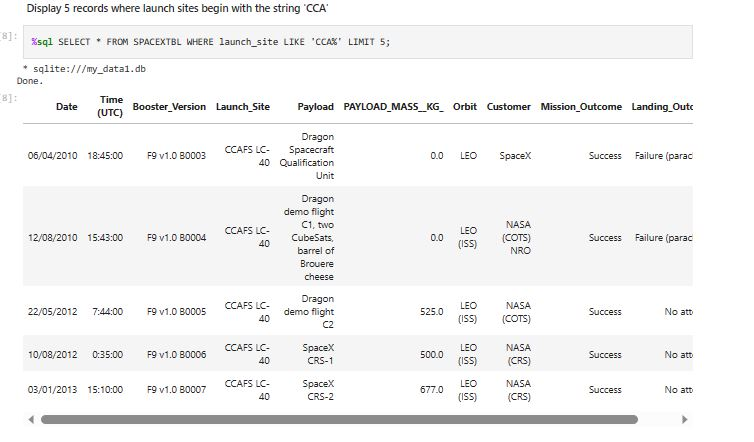 Display 5 records where launch sites begin with the string 'CCA'
8]:
%sql SELECT * FROM SPACEXTBL WHERE launch_site LIKE 'CCA%' LIMIT 5;
* sqlite:///my_data1.db
Done.
8]:
Date Time (UTC) Booster_Version Launch_Site Payload PAYLOAD_MASS__KG_ Orbit Customer Mission_Outcome Landing_Outc
06/04/2010 18:45:00 F9 v1.0 B0003 CCAFS LC-40 Dragon Spacecraft Qualification Unit 0.0 LEO SpaceX Success Failure (parac
12/08/2010 15:43:00 F9 v1.0 B0004 CCAFS LC-40 Dragon demo flight C1, two CubeSats, barrel of Brouere cheese 0.0 LEO (ISS) NASA (COTS) NRO Success Failure (parac
22/05/2012 7:44:00 F9 v1.0 B0005 CCAFS LC-40 Dragon demo flight C2 525.0 LEO (ISS) NASA (COTS) Success No att
10/08/2012 0:35:00 F9 v1.0 B0006 CCAFS LC-40 SpaceX CRS-1 500.0 LEO (ISS) NASA (CRS) Success No att
03/01/2013 15:10:00 F9 v1.0 B0007 CCAFS LC-40 SpaceX CRS-2 677.0 LEO (ISS) NASA (CRS) Success No att